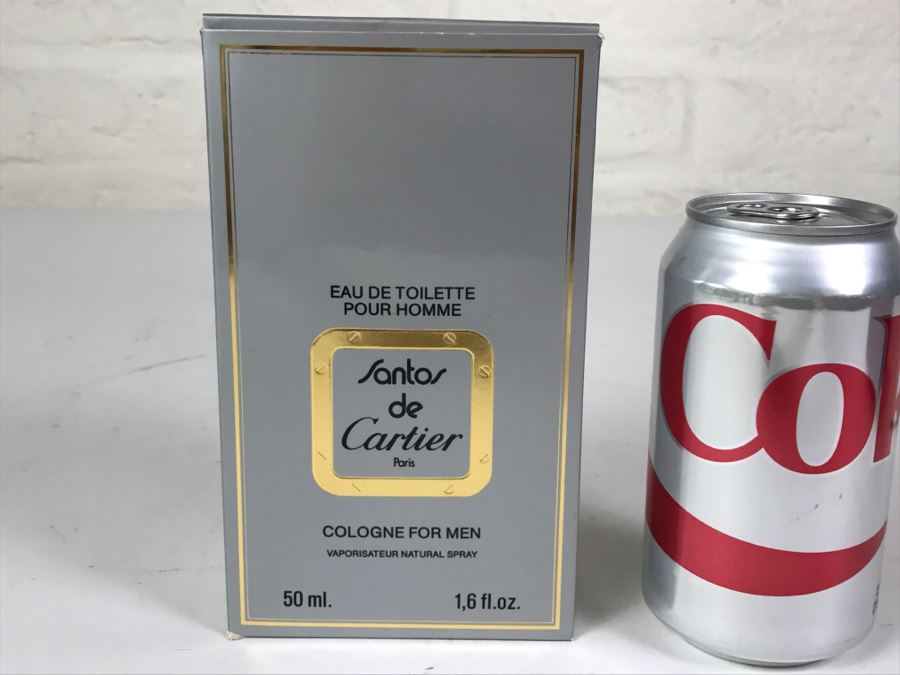 EAU DE TOILETTE
POUR HOMME
Santos
de
Cartier
Paris
COLOGNE FOR MEN
VAPORISATEUR NATURAL SPRAY
50 ml. 1,6 fl.oz.
Cok